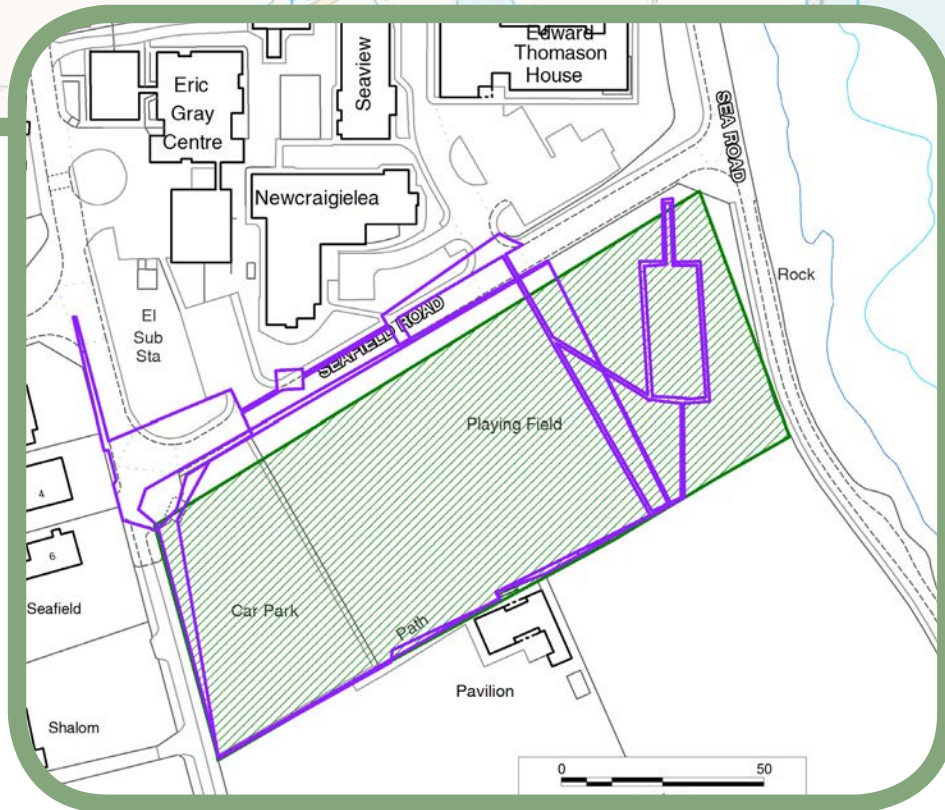 Edward
Thomason
House
Seaview
Eric
Gray
Centre
SEA ROAD
Newcraigielea
Rock
El
Sub
Sta
SEAFIELD ROAD
Playing Field
4
6
Seafield
Car Park
Path
Pavilion
Shalom
0 50